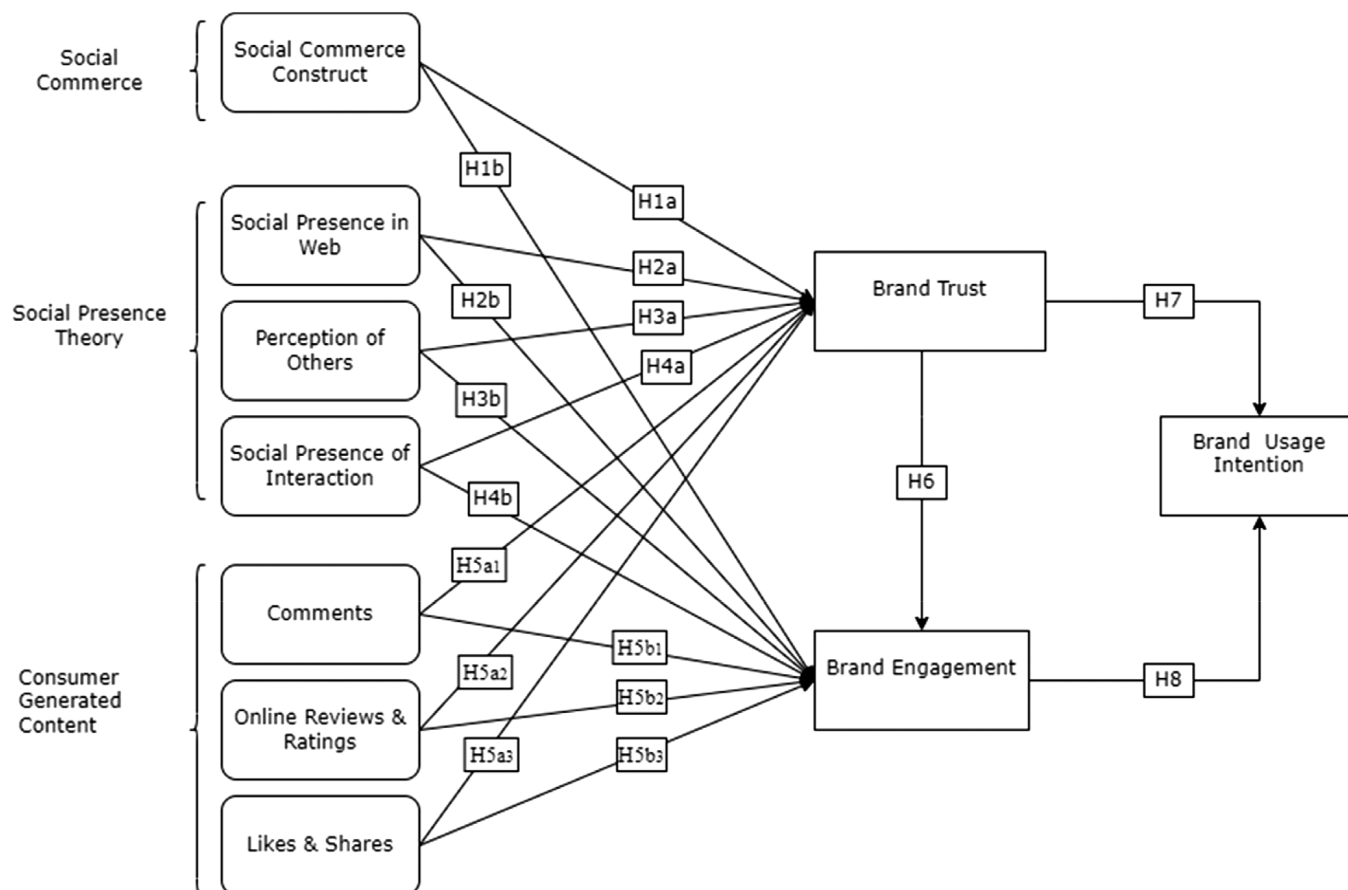 Social
Commerce
Social Commerce
Construct
H1b
H1a
Social Presence
Theory
Social Presence in
Web
H2a
H2b
Perception of
Others
H3a
H3b
Social Presence of
Interaction
H4a
H4b
Brand Trust
H7
H6
Brand Usage
Intention
Consumer
Generated
Content
Comments
H5a1
H5b1
Online Reviews &
Ratings
H5a2
H5b2
Likes & Shares
H5a3
H5b3
Brand Engagement
H8